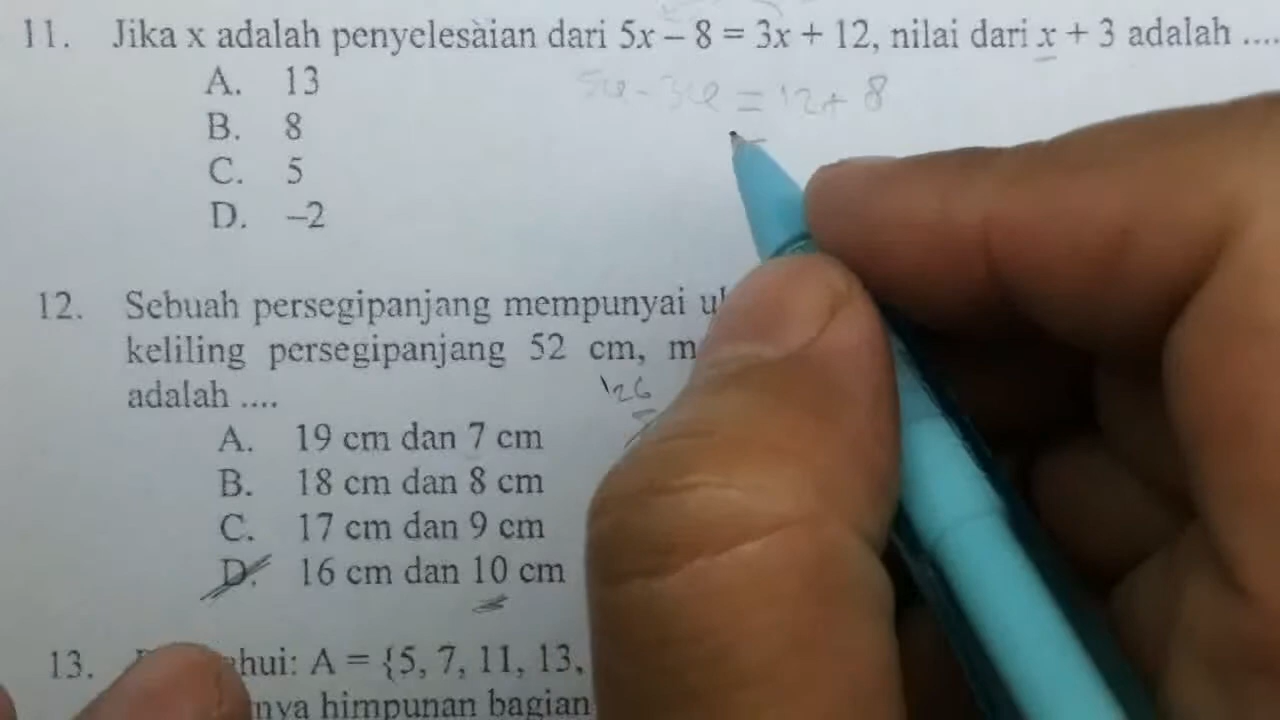 11. Jika x adalah penyelesaian dari 5x – 8 = 3x + 12, nilai dari x + 3 adalah ....
5x - 3x = 12 + 8
=
A. 13
B. 8
C. 5
D. –2
12. Sebuah persegipanjang mempunyai
keliling persegipanjang 52 cm,
adalah ....
26
A. 19 cm dan 7 cm
B. 18 cm dan 8 cm
C. 17 cm dan 9 cm
D. 16 cm dan 10 cm
13. A = {5, 7, 11, 13,
himpunan bagian